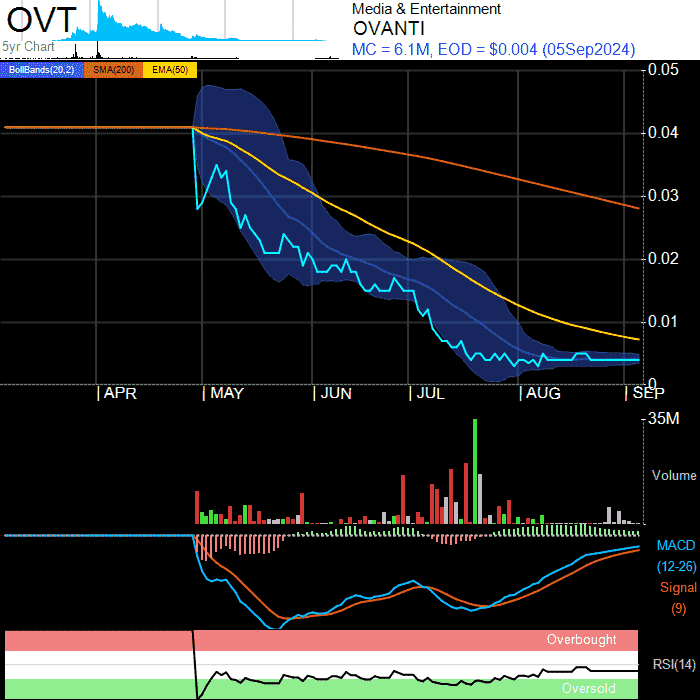 OVT
5yr Chart
Media & Entertainment
OVANTI
MC = 6.1M, EOD = $0.004 (05Sep2024)
BollBands(20,2) SMA(200) EMA(50)
0.05
0.04
0.03
0.02
0.01
0
APR MAY JUN JUL AUG SEP
35M
Volume
MACD
(12-26)
Signal
(9)
Overbought
RSI(14)
Oversold